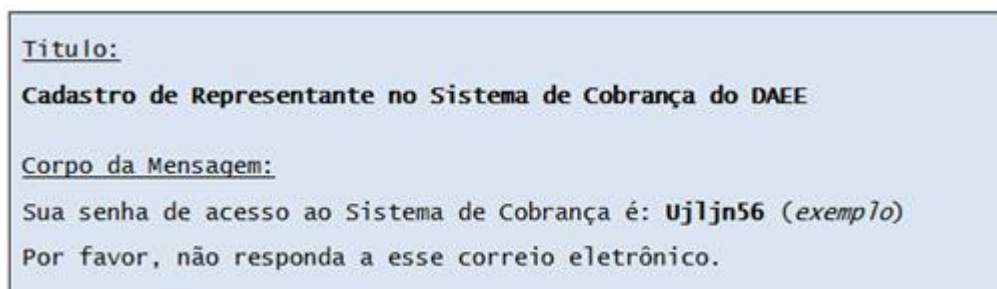 Titulo:
Cadastro de Representante no Sistema de Cobrança do DAEE
Corpo da Mensagem:
Sua senha de acesso ao Sistema de Cobrança é: Ujljn56 (exemplo)
Por favor, não responda a esse correio eletrônico.